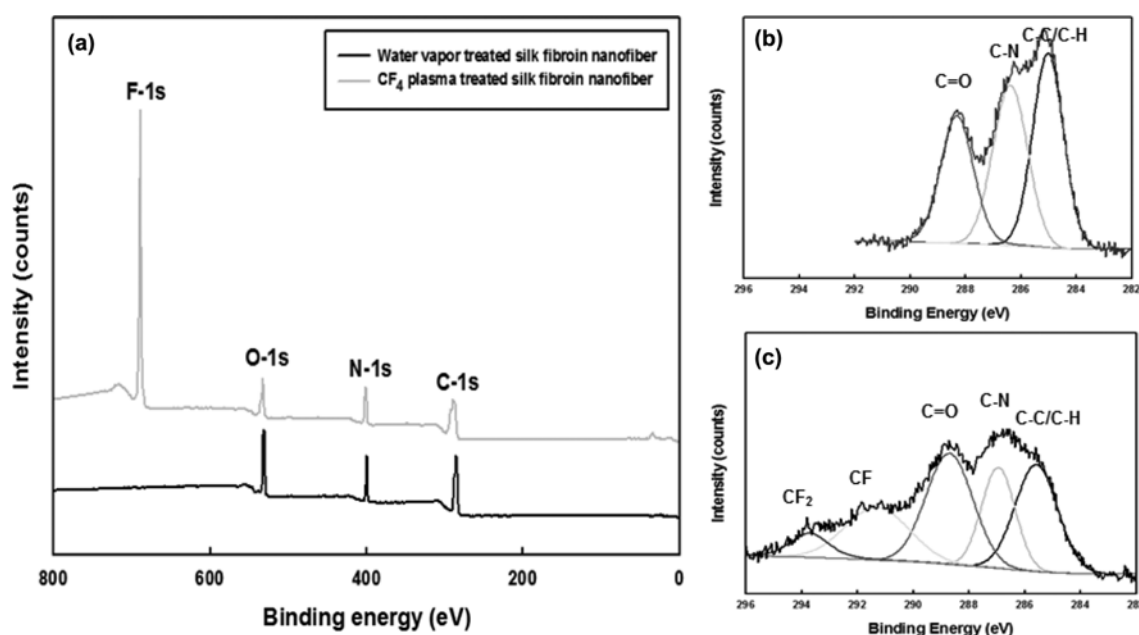 (a)
Water vapor treated silk fibroin nanofiber
CF4 plasma treated silk fibroin nanofiber
F-1s
O-1s
N-1s
C-1s
Intensity (counts)
800 600 400 200 0
Binding energy (eV)
(b)
C=O
C-N
C-C/C-H
Intensity (counts)
296 294 292 290 288 286 284 282
Binding Energy (eV)
(c)
CF2
CF
C=O
C-N
C-C/C-H
Intensity (counts)
296 294 292 290 288 286 284 282
Binding Energy (eV)